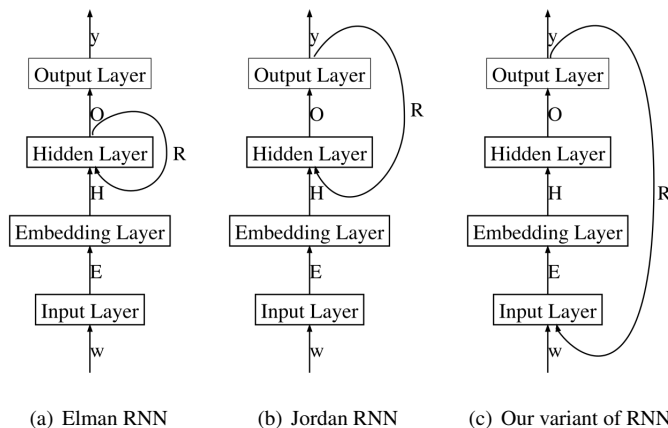 y
Output Layer
O
Hidden Layer
R
H
Embedding Layer
E
Input Layer
w
(a) Elman RNN
y
Output Layer
O
R
Hidden Layer
H
Embedding Layer
E
Input Layer
w
(b) Jordan RNN
y
Output Layer
O
Hidden Layer
H
R
Embedding Layer
E
Input Layer
w
(c) Our variant of RNN